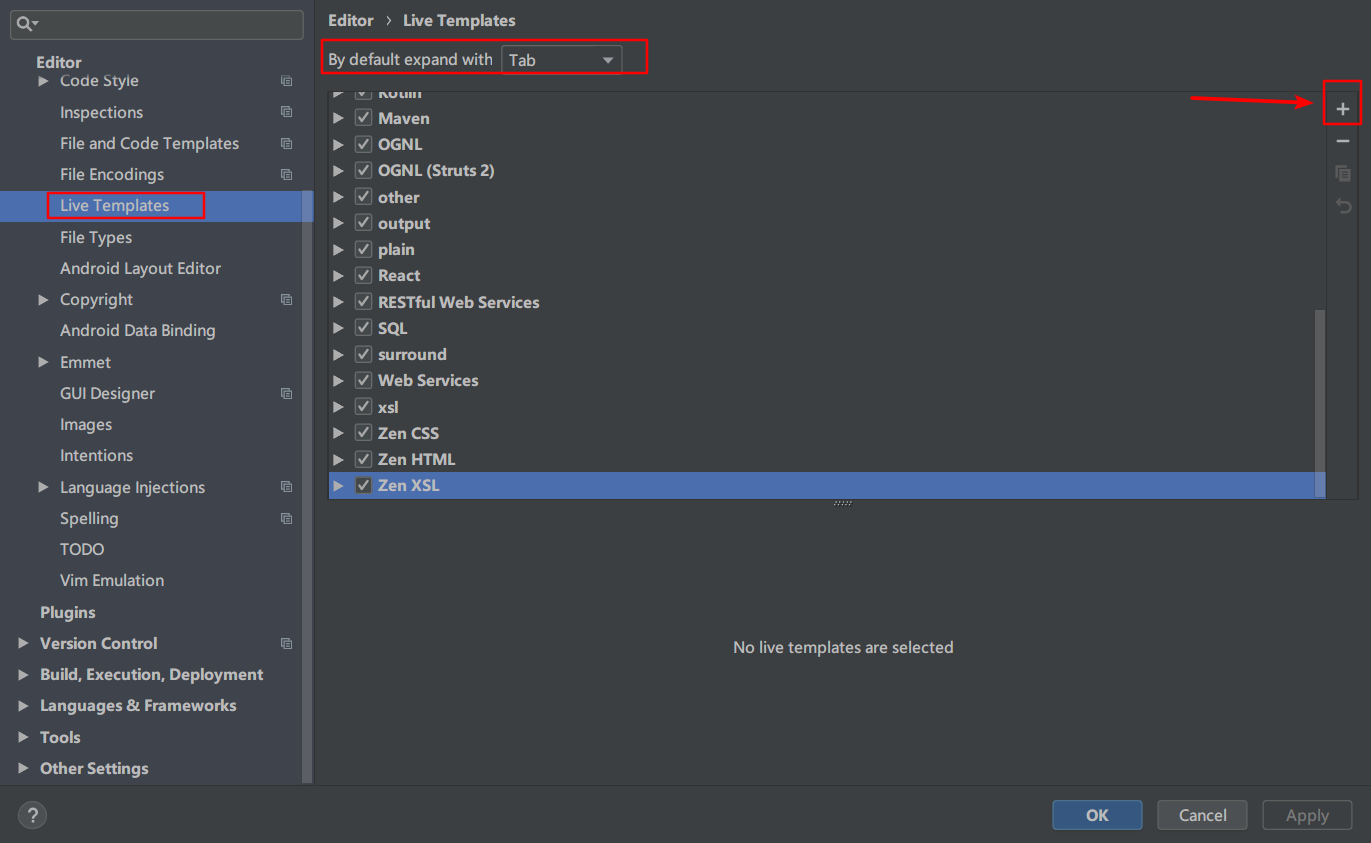 Editor
Code Style
Inspections
File and Code Templates
File Encodings
Live Templates
File Types
Android Layout Editor
Copyright
Android Data Binding
Emmet
GUI Designer
Images
Intentions
Language Injections
Spelling
TODO
Vim Emulation
Plugins
Version Control
Build, Execution, Deployment
Languages & Frameworks
Tools
Other Settings
?
Editor › Live Templates
By default expand with Tab
Kotlin
Maven
OGNL
OGNL (Struts 2)
other
output
plain
React
RESTful Web Services
SQL
surround
Web Services
xsl
Zen CSS
Zen HTML
Zen XSL
No live templates are selected
OK
Cancel
Apply